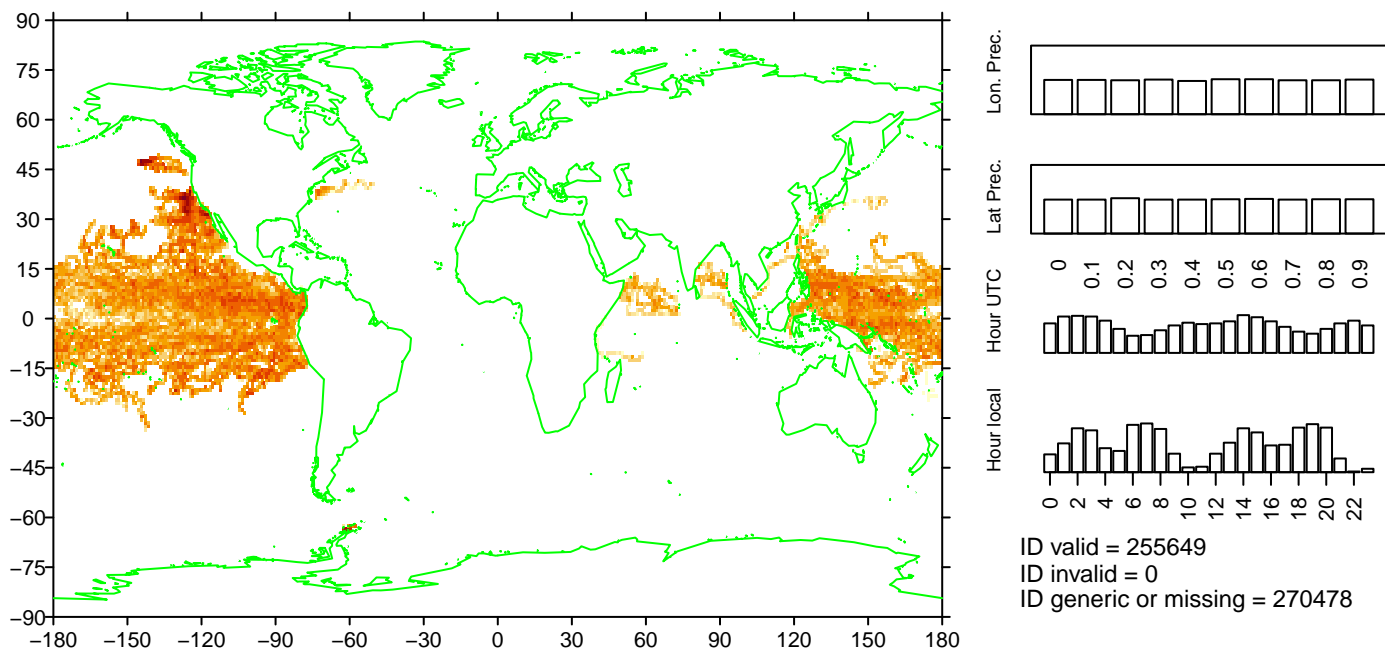 90
75
60
45
30
15
0
−15
−30
−45
−60
−75
−90
−180 −150 −120 −90 −60 −30 0 30 60 90 120 150 180
Lon. Prec.
Lat Prec.
0 0.1 0.2 0.3 0.4 0.5 0.6 0.7 0.8 0.9
Hour UTC
Hour local
0 2 4 6 8 10 12 14 16 18 20 22
ID valid = 255649
ID invalid = 0
ID generic or missing = 270478